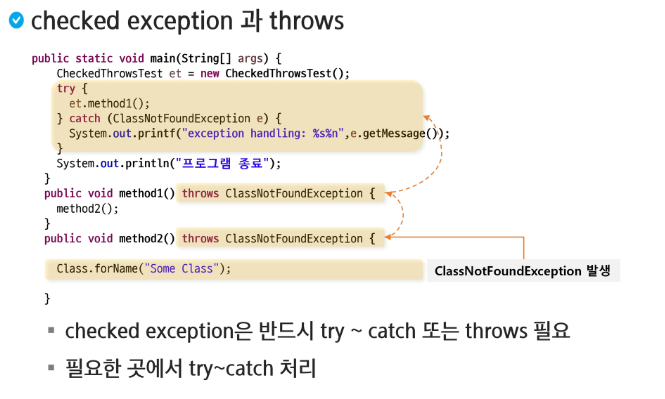 checked exception 과 throws
public static void main(String[] args) {
CheckedThrowsTest et = new CheckedThrowsTest();
try {
et.method1();
} catch (ClassNotFoundException e) {
System.out.printf("exception handling: %s%n",e.getMessage());
}
System.out.println("프로그램 종료");
}
public void method1() throws ClassNotFoundException {
method2();
}
public void method2() throws ClassNotFoundException {
Class.forName("Some Class");
ClassNotFoundException 발생
}
▪ checked exception은 반드시 try ~ catch 또는 throws 필요
▪ 필요한 곳에서 try~catch 처리